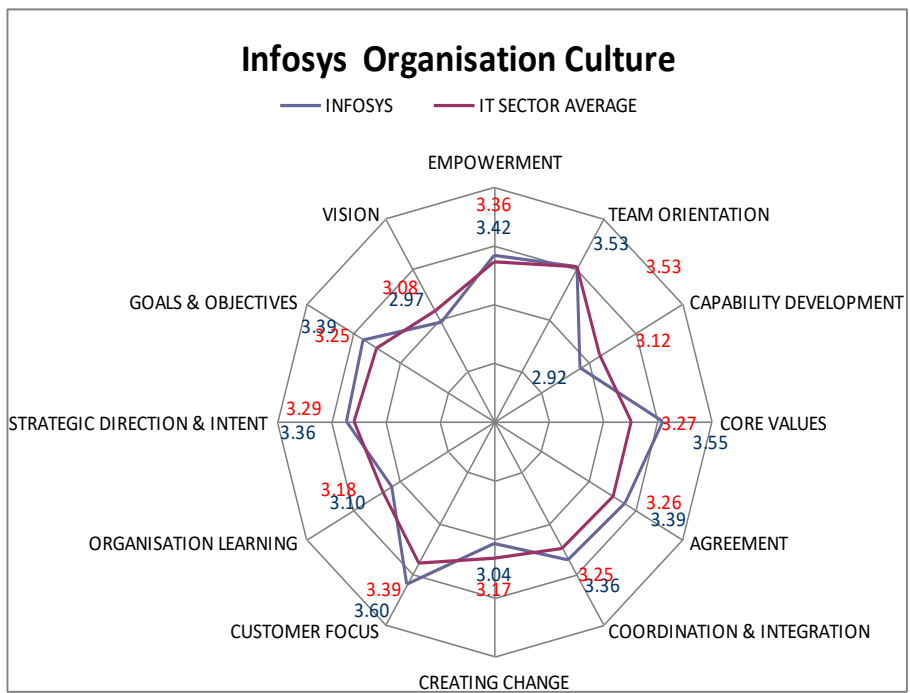 Infosys  Organisation Culture
INFOSYS
IT SECTOR AVERAGE
EMPOWERMENT
3.36
3.42
VISION
TEAM ORIENTATION
3.53
3.53
3.08
2.97
GOALS & OBJECTIVES
CAPABILITY DEVELOPMENT
3.39
3.25
3.12
2.92
3.29
STRATEGIC DIRECTION & INTENT
3.36
3.27
CORE VALUES
3.55
3.18
3.10
3.26
3.39
ORGANISATION LEARNING
AGREEMENT
3.04
3.17
3.25
3.36
3.39
3.60
CUSTOMER FOCUS
COORDINATION & INTEGRATION
CREATING CHANGE